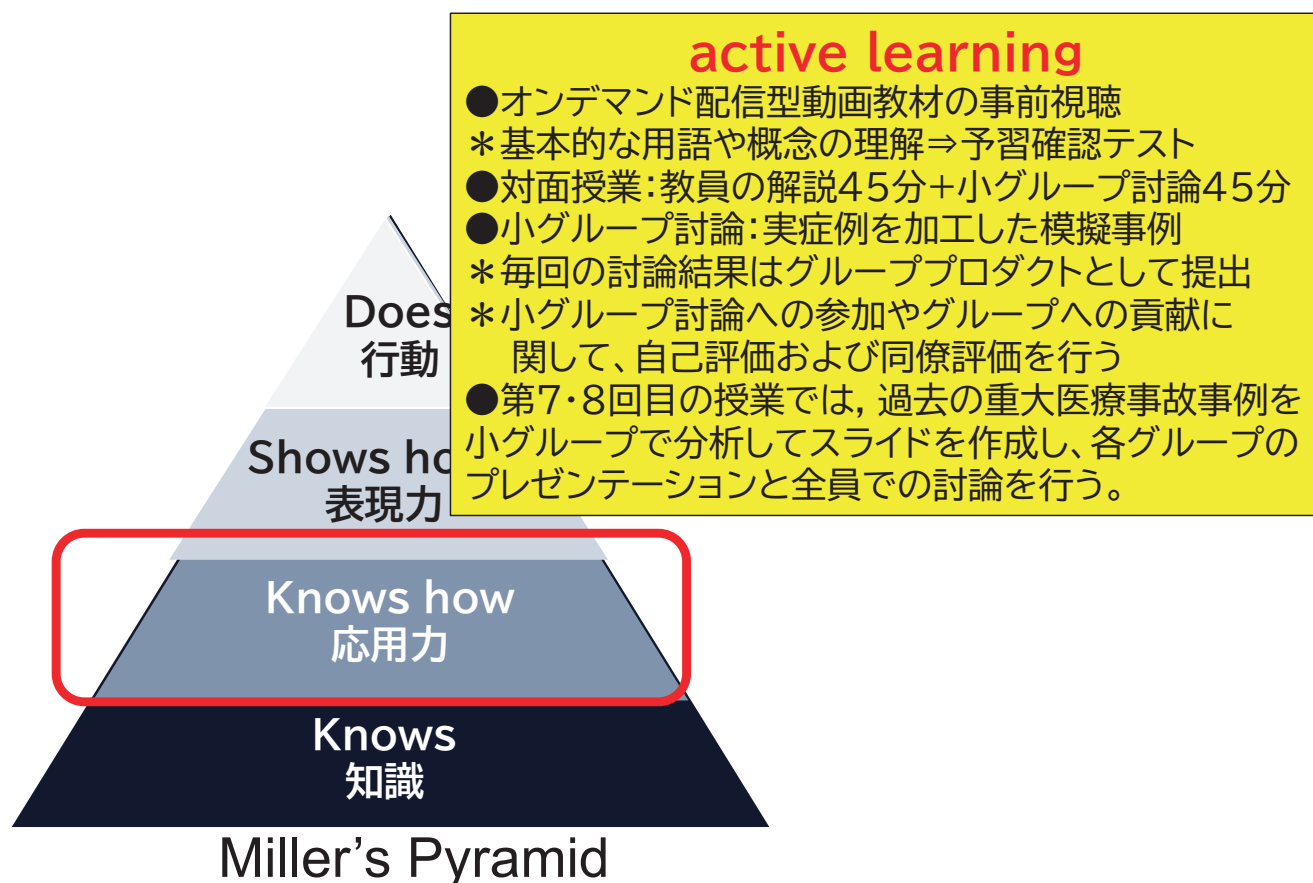 active learning
●オンデマンド配信型動画教材の事前視聴
＊基本的な用語や概念の理解⇒予習確認テスト
●対面授業：教員の解説45分+小グループ討論45分
●小グループ討論：実症例を加工した模擬事例
＊毎回の討論結果はグループプロダクトとして提出
＊小グループ討論への参加やグループへの貢献に
関して、自己評価および同僚評価を行う
●第7・8回目の授業では, 過去の重大医療事故事例を
小グループで分析してスライドを作成し、各グループの
プレゼンテーションと全員での討論を行う。
Does
行動
Shows
表現力
Knows how
応用力
Knows
知識
Miller’s Pyramid